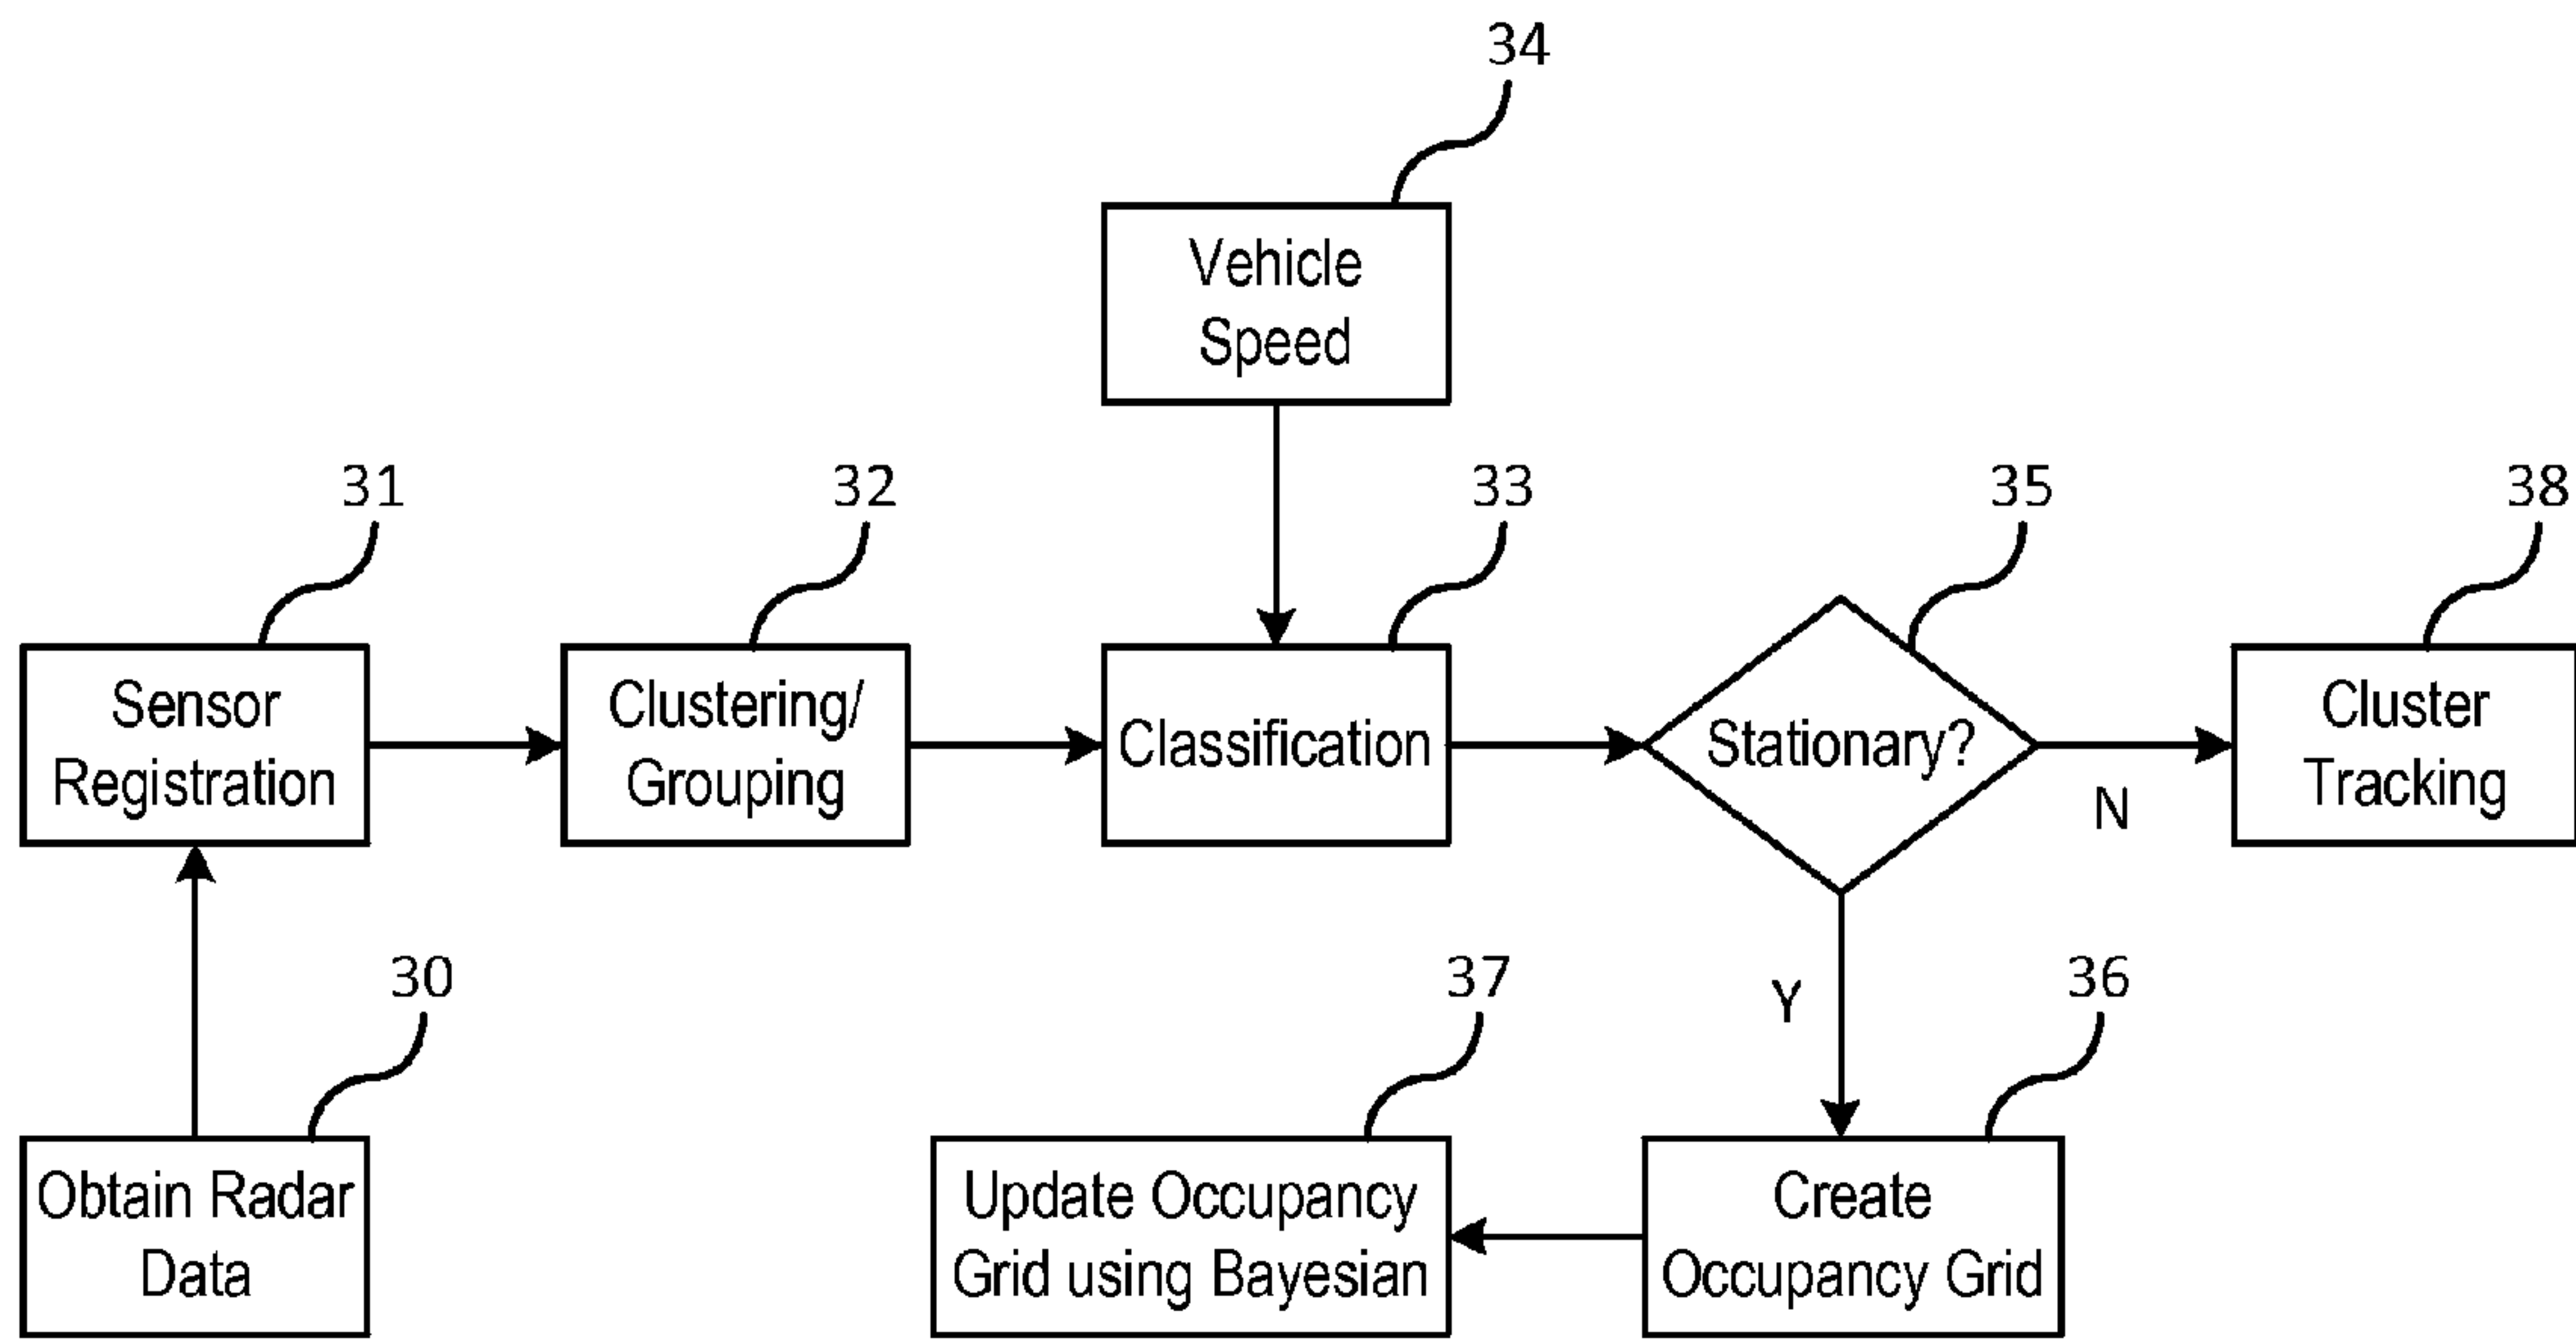 34
Vehicle
Speed
31
32
33
35
38
Sensor
Registration
Clustering/
Grouping
Classification
Stationary?
N
Cluster
Tracking
30
37
Y
36
Obtain Radar
Data
Update Occupancy
Grid using Bayesian
Create
Occupancy Grid